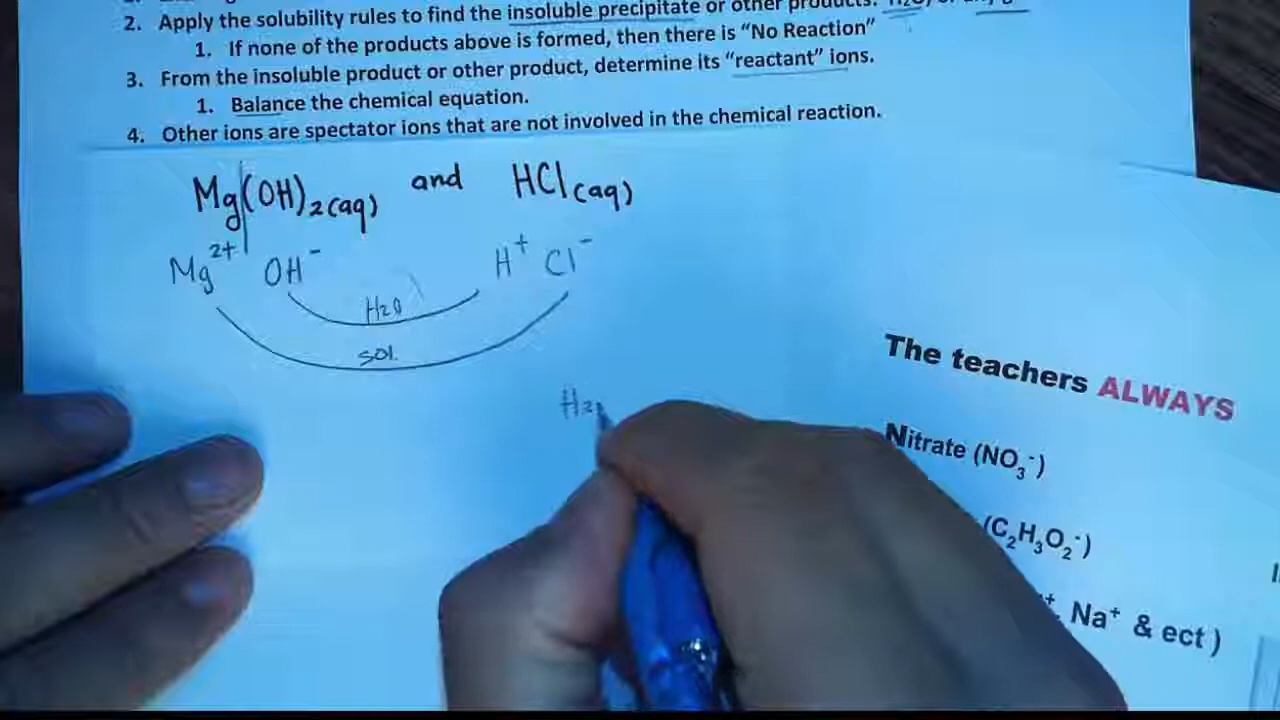 2. Apply the solubility rules to find the insoluble precipitate or other products:
1. If none of the products above is formed, then there is “No Reaction”
3. From the insoluble product or other product, determine its “reactant” ions.
1. Balance the chemical equation.
4. Other ions are spectator ions that are not involved in the chemical reaction.
Mg(OH)₂(aq) and HCl(aq)
Mg²⁺ OH⁻ H⁺ Cl⁻
H₂O
sol.
H₂
The teachers ALWAYS
Nitrate (NO₃⁻)
(C₂H₃O₂⁻)
Na⁺ & ect )